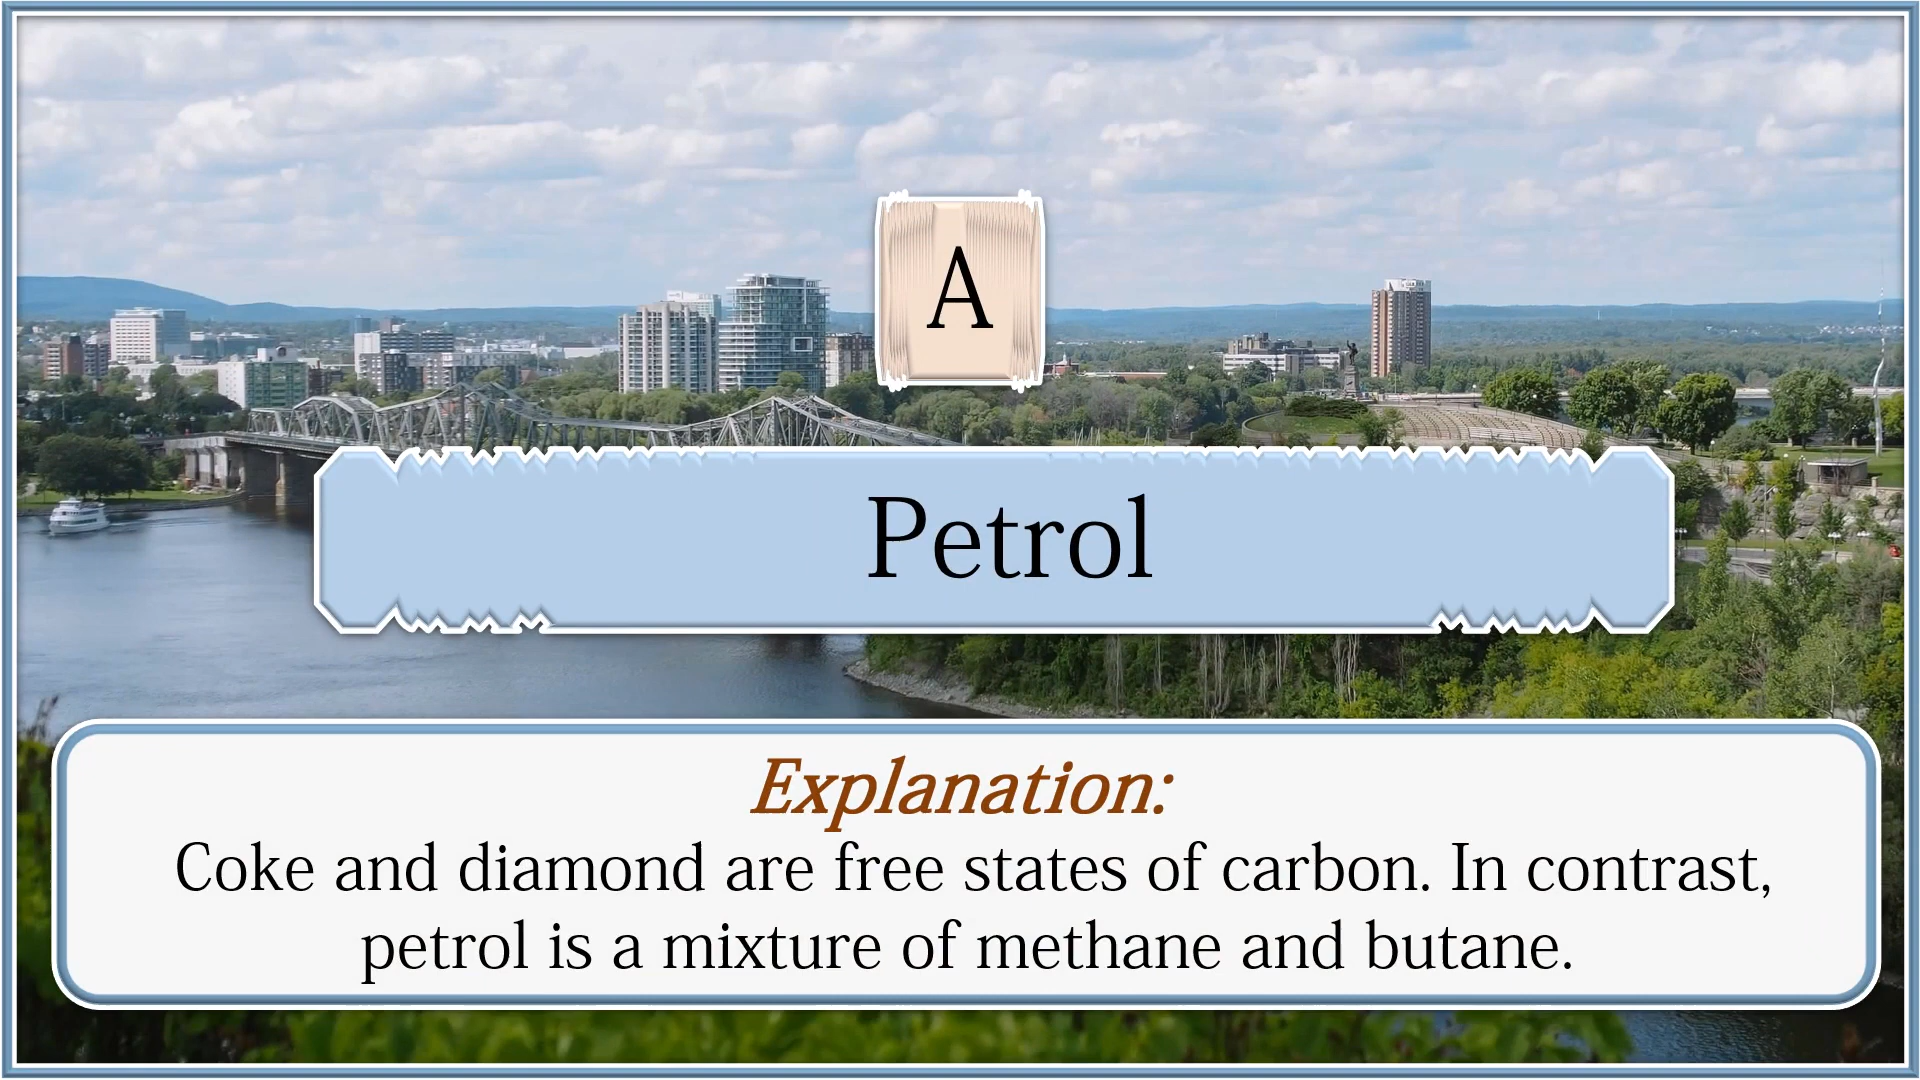 A
Petrol
Explanation:
Coke and diamond are free states of carbon. In contrast,
petrol is a mixture of methane and butane.